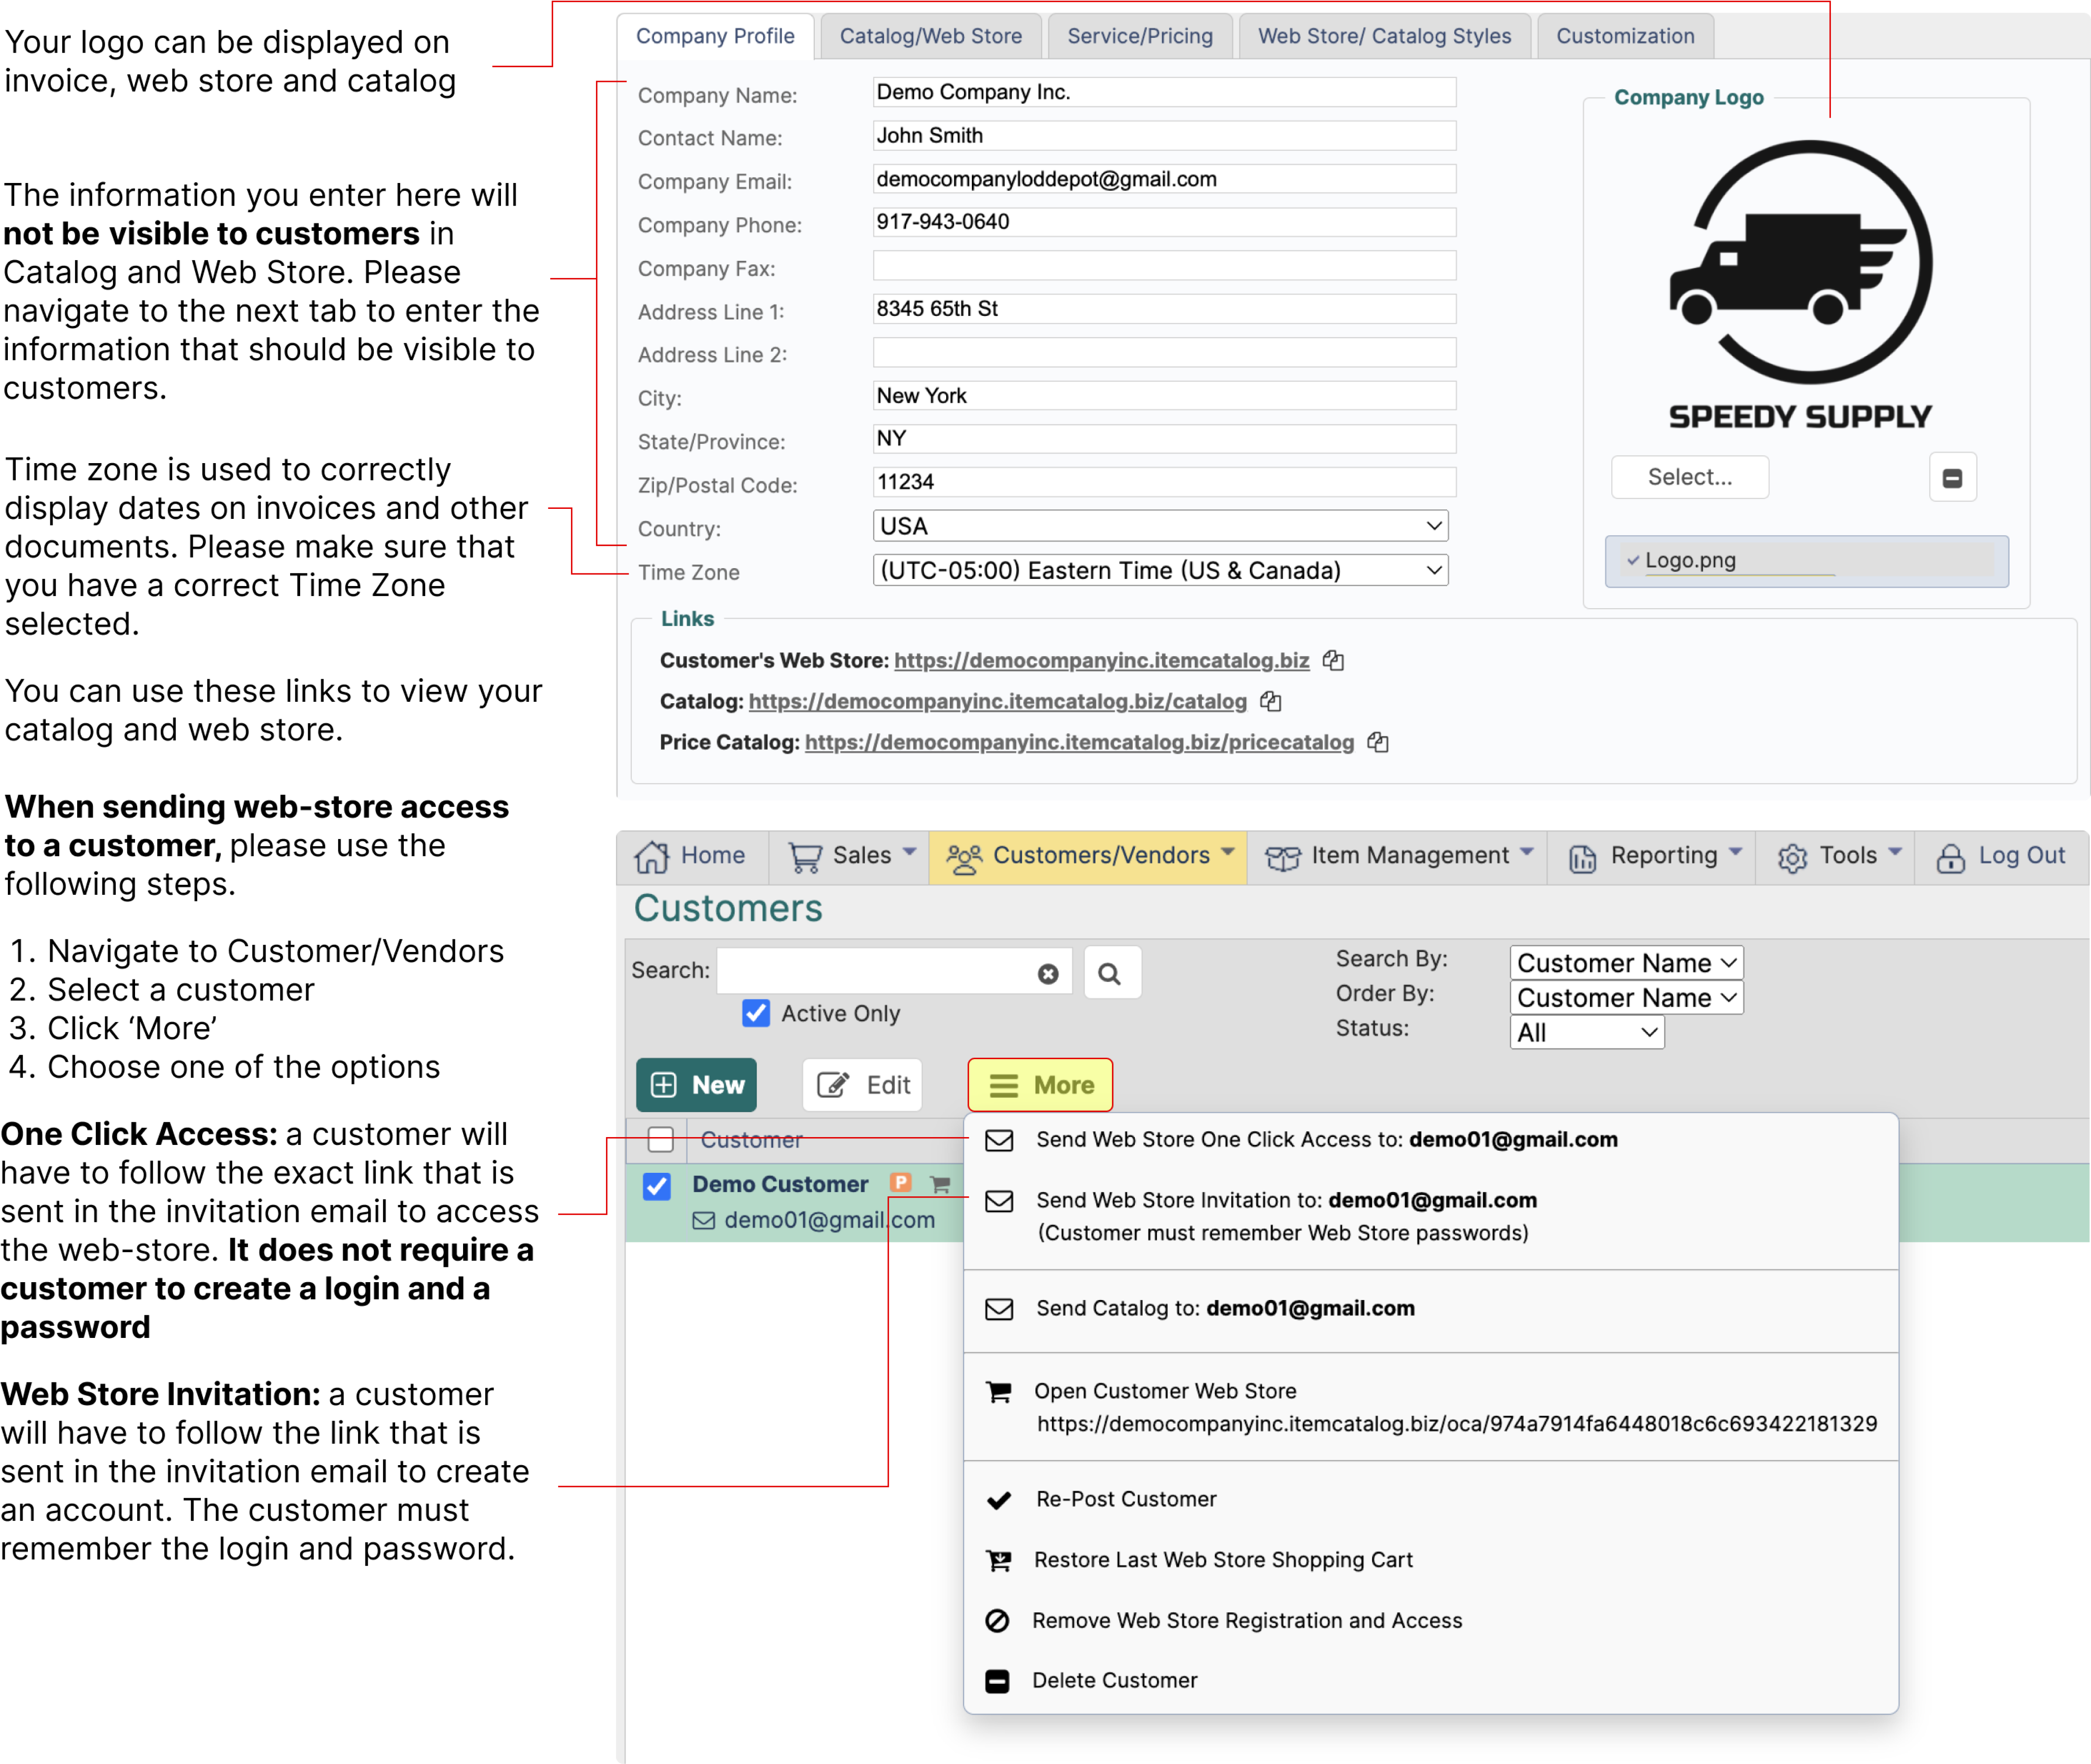 Your logo can be displayed on
invoice, web store and catalog
The information you enter here will
not be visible to customers in
Catalog and Web Store. Please
navigate to the next tab to enter the
information that should be visible to
customers.
Time zone is used to correctly
display dates on invoices and other
documents. Please make sure that
you have a correct Time Zone
selected.
You can use these links to view your
catalog and web store.
When sending web-store access
to a customer, please use the
following steps.
1. Navigate to Customer/Vendors
2. Select a customer
3. Click ‘More’
4. Choose one of the options
One Click Access: a customer will
have to follow the exact link that is
sent in the invitation email to access
the web-store. It does not require a
customer to create a login and a
password
Web Store Invitation: a customer
will have to follow the link that is
sent in the invitation email to create
an account. The customer must
remember the login and password.
Company Profile Catalog/Web Store Service/Pricing Web Store/ Catalog Styles Customization
Company Name: Demo Company Inc.
Contact Name: John Smith
Company Email: democompanyloddepot@gmail.com
Company Phone: 917-943-0640
Company Fax:
Address Line 1: 8345 65th St
Address Line 2:
City: New York
State/Province: NY
Zip/Postal Code: 11234
Country: USA
Time Zone (UTC-05:00) Eastern Time (US & Canada)
Company Logo
SPEEDY SUPPLY
Select...
Logo.png
Links
Customer's Web Store: https://democompanyinc.itemcatalog.biz
Catalog: https://democompanyinc.itemcatalog.biz/catalog
Price Catalog: https://democompanyinc.itemcatalog.biz/pricecatalog
Home Sales Customers/Vendors Item Management Reporting Tools Log Out
Customers
Search:
Active Only
Search By: Customer Name
Order By: Customer Name
Status: All
New Edit More
Customer
Demo Customer P
demo01@gmail.com
Send Web Store One Click Access to: demo01@gmail.com
Send Web Store Invitation to: demo01@gmail.com
(Customer must remember Web Store passwords)
Send Catalog to: demo01@gmail.com
Open Customer Web Store
https://democompanyinc.itemcatalog.biz/oca/974a7914fa6448018c6c693422181329
Re-Post Customer
Restore Last Web Store Shopping Cart
Remove Web Store Registration and Access
Delete Customer